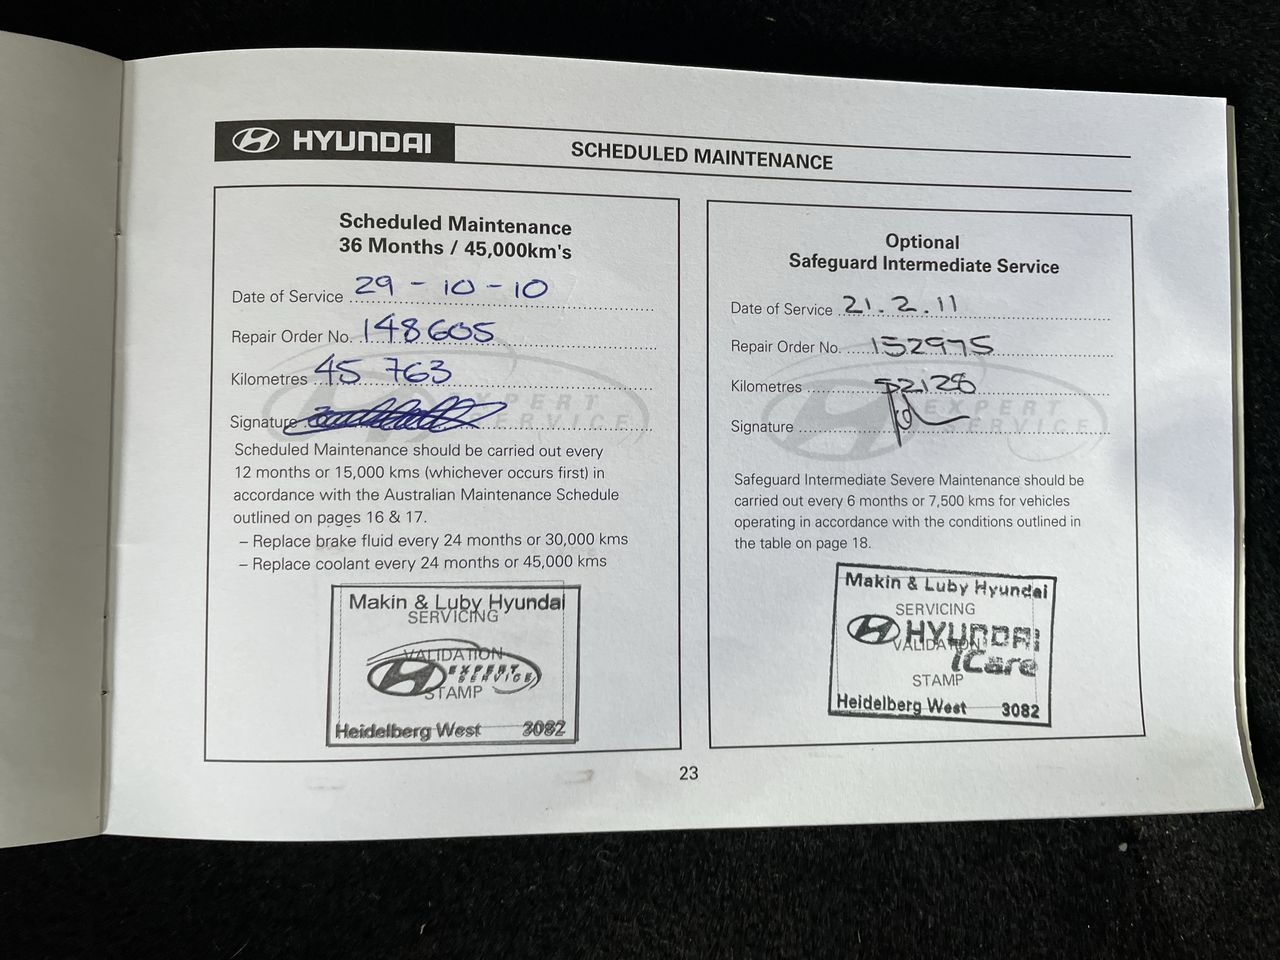 HYUNDAI
SCHEDULED MAINTENANCE
Scheduled Maintenance
36 Months / 45,000km's
Date of Service 29 - 10 - 10
Repair Order No. 148605
Kilometres 45 763
Signature
EXPERT
SERVICE
Scheduled Maintenance should be carried out every
12 months or 15,000 kms (whichever occurs first) in
accordance with the Australian Maintenance Schedule
outlined on pages 16 & 17.
– Replace brake fluid every 24 months or 30,000 kms
– Replace coolant every 24 months or 45,000 kms
Makin & Luby Hyundai
SERVICING
VALIDATION
EXPERT
SERVICE
STAMP
Heidelberg West 3082
Optional
Safeguard Intermediate Service
Date of Service 21.2.11
Repair Order No. 152975
Kilometres 52128
EXPERT
SERVICE
Signature
Safeguard Intermediate Severe Maintenance should be
carried out every 6 months or 7,500 kms for vehicles
operating in accordance with the conditions outlined in
the table on page 18.
Makin & Luby Hyundai
SERVICING
HYUNDAI
VALIDATION
iCare
STAMP
Heidelberg West 3082
23